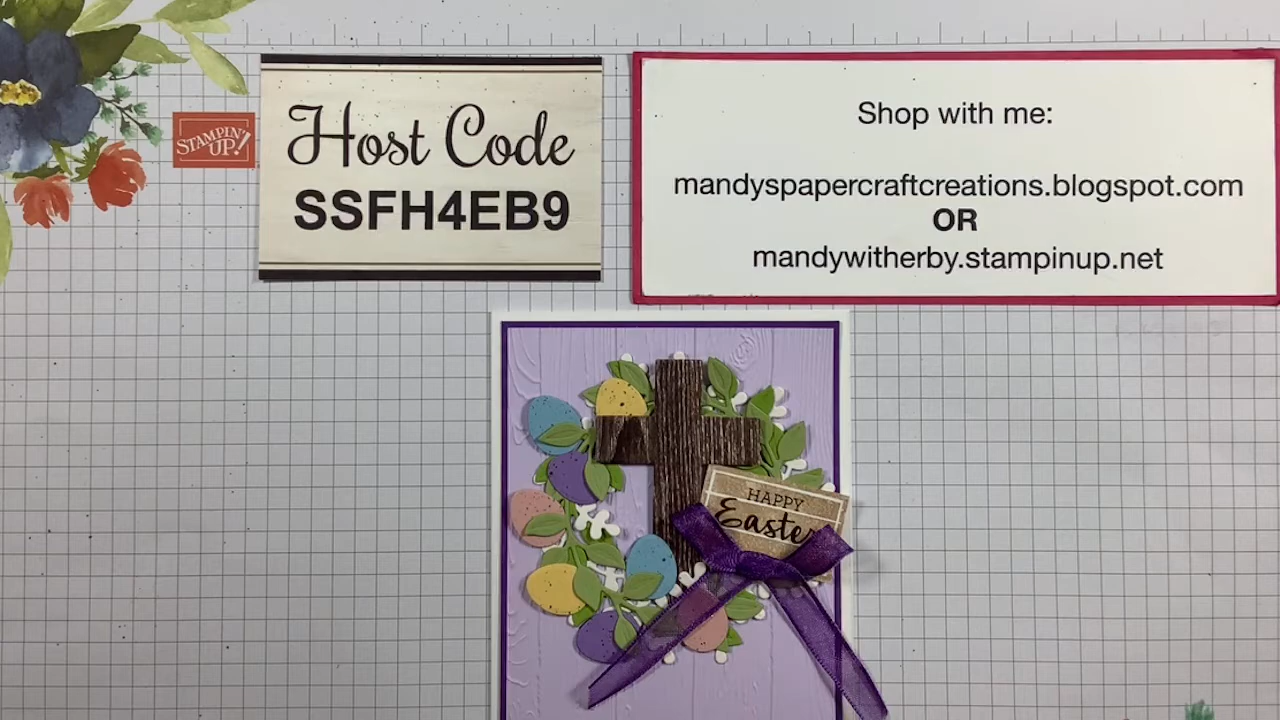 STAMPIN' UP!
Host Code
SSFH4EB9
Shop with me:
mandyspapercraftcreations.blogspot.com
OR
mandywitherby.stampinup.net
HAPPY
Easter